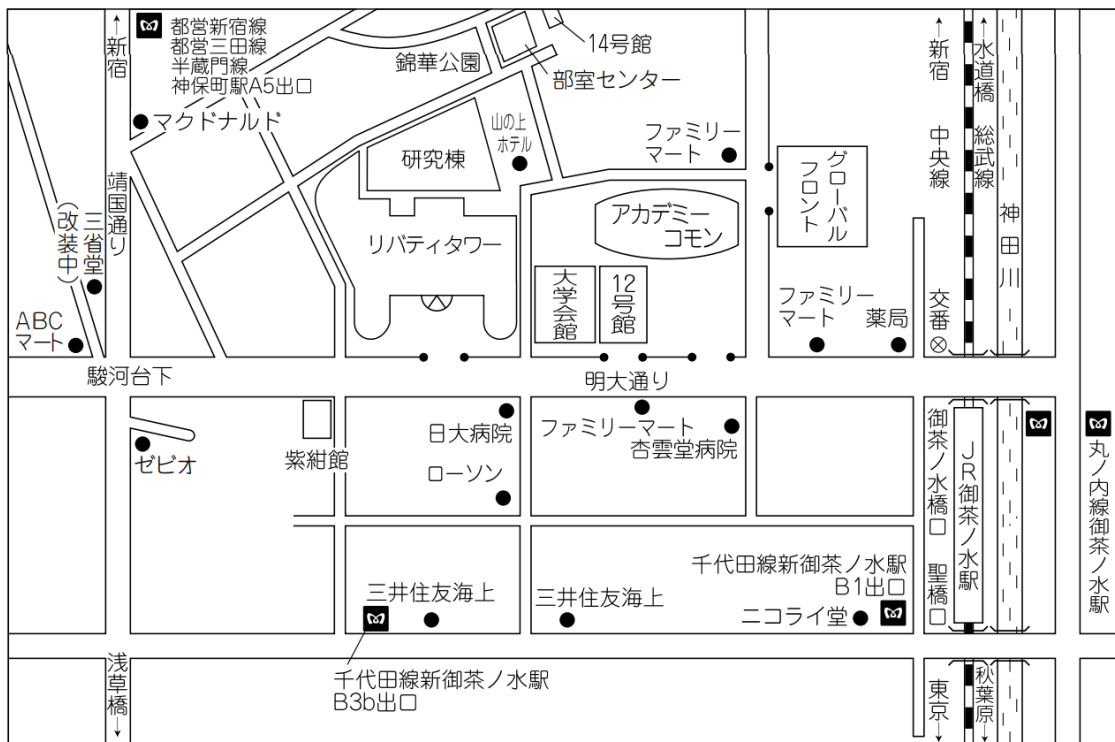 ←新宿
都営新宿線
都営三田線
半蔵門線
神保町駅A5出口
マクドナルド
靖国通り
三省堂
(改装中)
ABC
マート
駿河台下
錦華公園
14号館
部室センター
山の上
ホテル
研究棟
リバティタワー
ファミリー
マート
グローバル
フロント
アカデミー
コモン
大学会館
12号館
ファミリー
マート
薬局
交番
←新宿
中央線
←水道橋
総武線
神田川
明大通り
ゼビオ
紫紺館
日大病院
ローソン
ファミリーマート
杏雲堂病院
御茶ノ水橋口
聖橋口
JR御茶ノ水駅
丸ノ内線御茶ノ水駅
三井住友海上
三井住友海上
千代田線新御茶ノ水駅
B1出口
ニコライ堂
千代田線新御茶ノ水駅
B3b出口
浅草橋→
東京→
秋葉原→